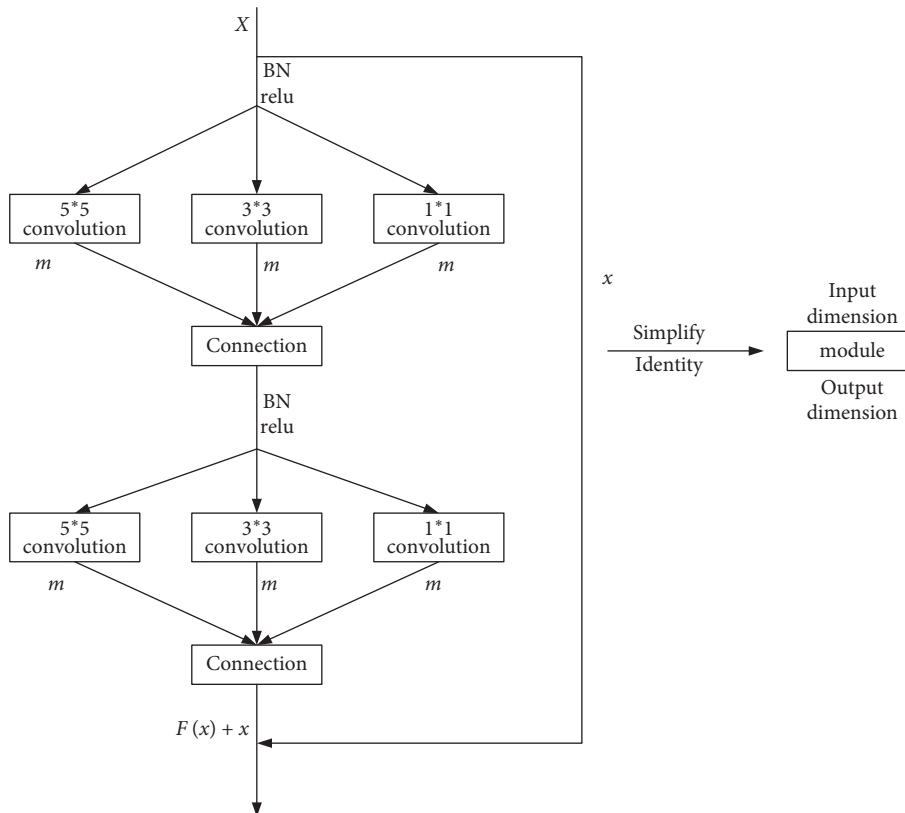 X
BN
relu
5*5
convolution
3*3
convolution
1*1
convolution
m
m
m
Connection
BN
relu
5*5
convolution
3*3
convolution
1*1
convolution
m
m
m
Connection
F (x) + x
x
Simplify
Identity
Input
dimension
module
Output
dimension